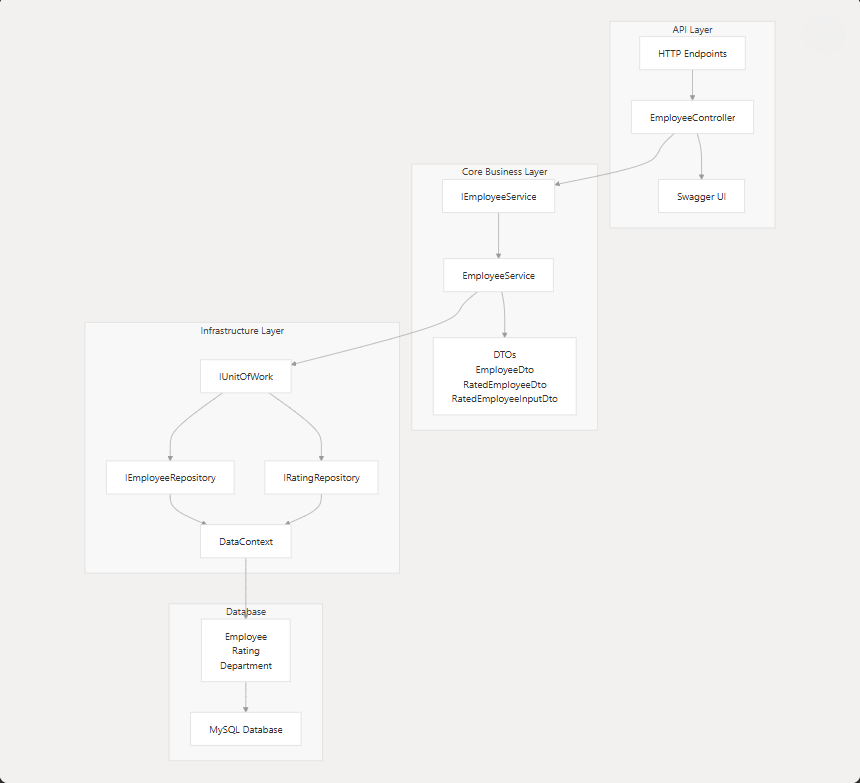 API Layer
HTTP Endpoints
EmployeeController
Swagger UI
Core Business Layer
IEmployeeService
EmployeeService
DTOs
EmployeeDto
RatedEmployeeDto
RatedEmployeeInputDto
Infrastructure Layer
IUnitOfWork
IEmployeeRepository
IRatingRepository
DataContext
Database
Employee
Rating
Department
MySQL Database